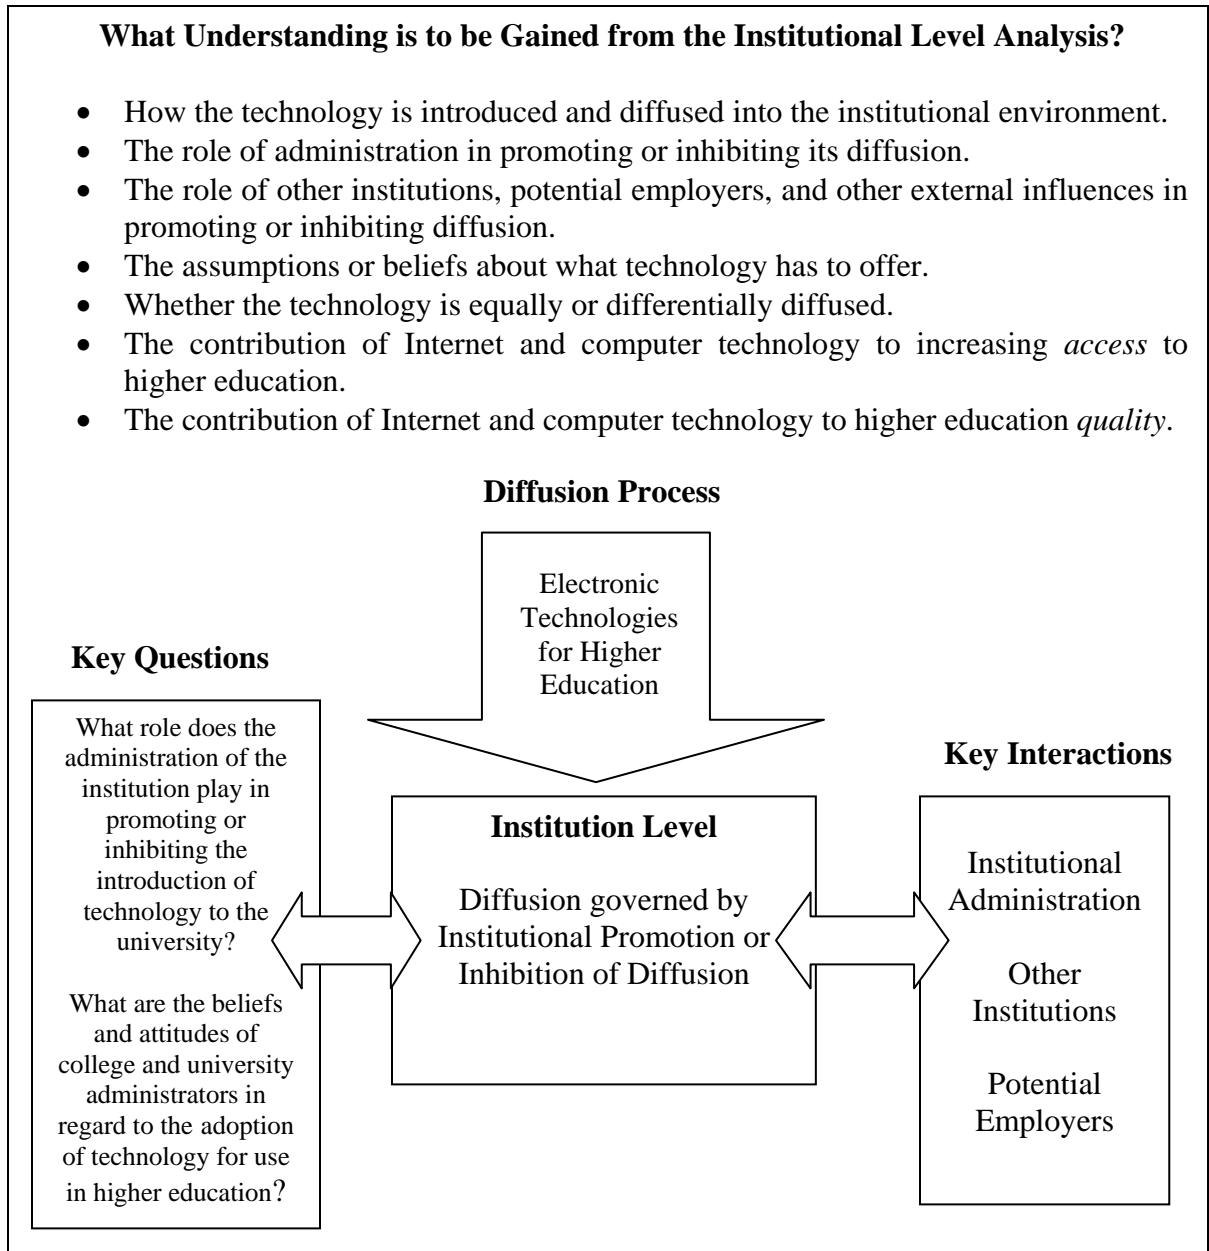 What Understanding is to be Gained from the Institutional Level Analysis?
• How the technology is introduced and diffused into the institutional environment.
• The role of administration in promoting or inhibiting its diffusion.
• The role of other institutions, potential employers, and other external influences in
promoting or inhibiting diffusion.
• The assumptions or beliefs about what technology has to offer.
• Whether the technology is equally or differentially diffused.
• The contribution of Internet and computer technology to increasing access to
higher education.
• The contribution of Internet and computer technology to higher education quality.
Diffusion Process
Electronic
Technologies
for Higher
Education
Key Questions
What role does the
administration of the
institution play in
promoting or
inhibiting the
introduction of
technology to the
university?
What are the beliefs
and attitudes of
college and university
administrators in
regard to the adoption
of technology for use
in higher education?
Institution Level
Diffusion governed by
Institutional Promotion or
Inhibition of Diffusion
Key Interactions
Institutional
Administration
Other
Institutions
Potential
Employers